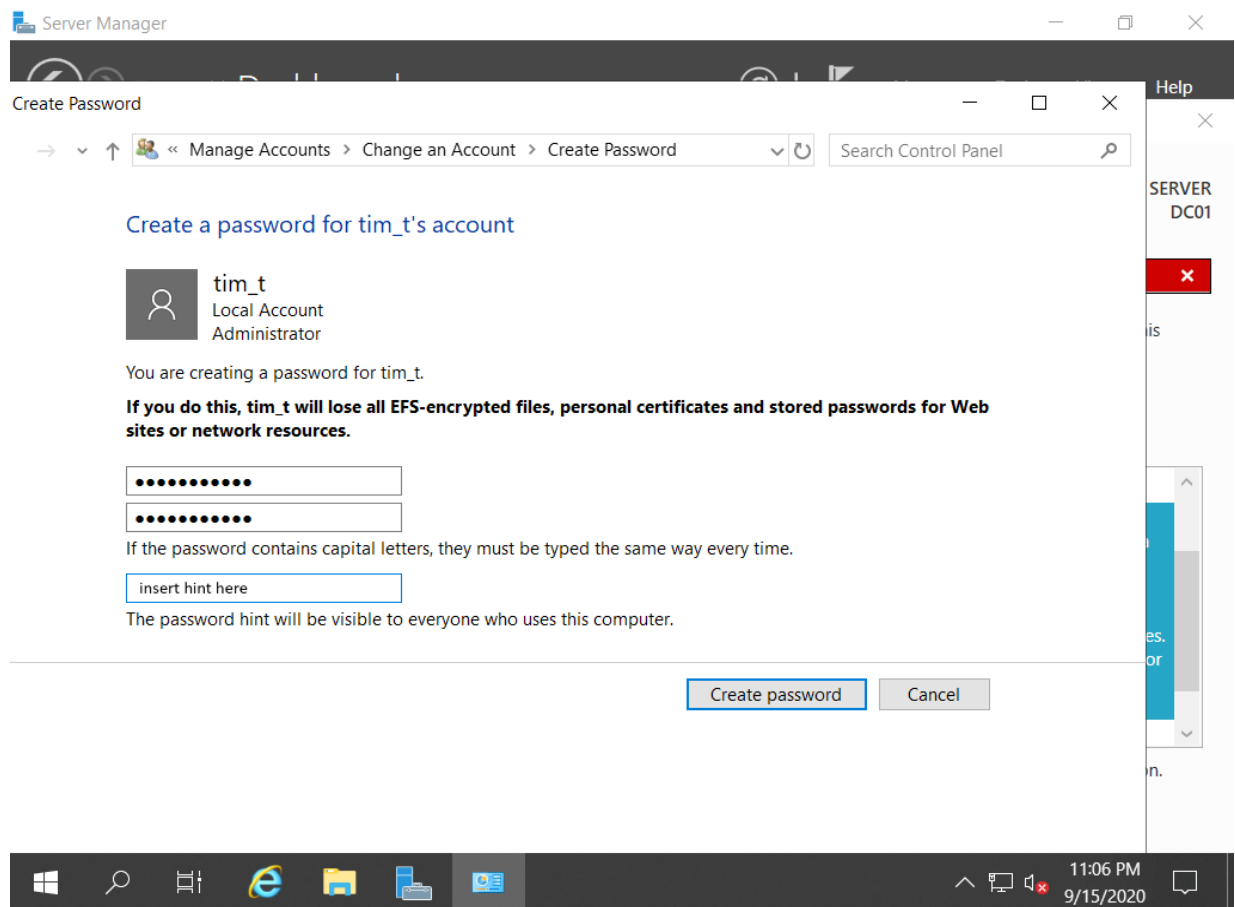 Server Manager
Help
Create Password
« Manage Accounts > Change an Account > Create Password
Search Control Panel
SERVER
DC01
Create a password for tim_t's account
tim_t
Local Account
Administrator
You are creating a password for tim_t.
If you do this, tim_t will lose all EFS-encrypted files, personal certificates and stored passwords for Web
sites or network resources.
If the password contains capital letters, they must be typed the same way every time.
insert hint here
The password hint will be visible to everyone who uses this computer.
es.
or
Create password
Cancel
on.
11:06 PM
9/15/2020